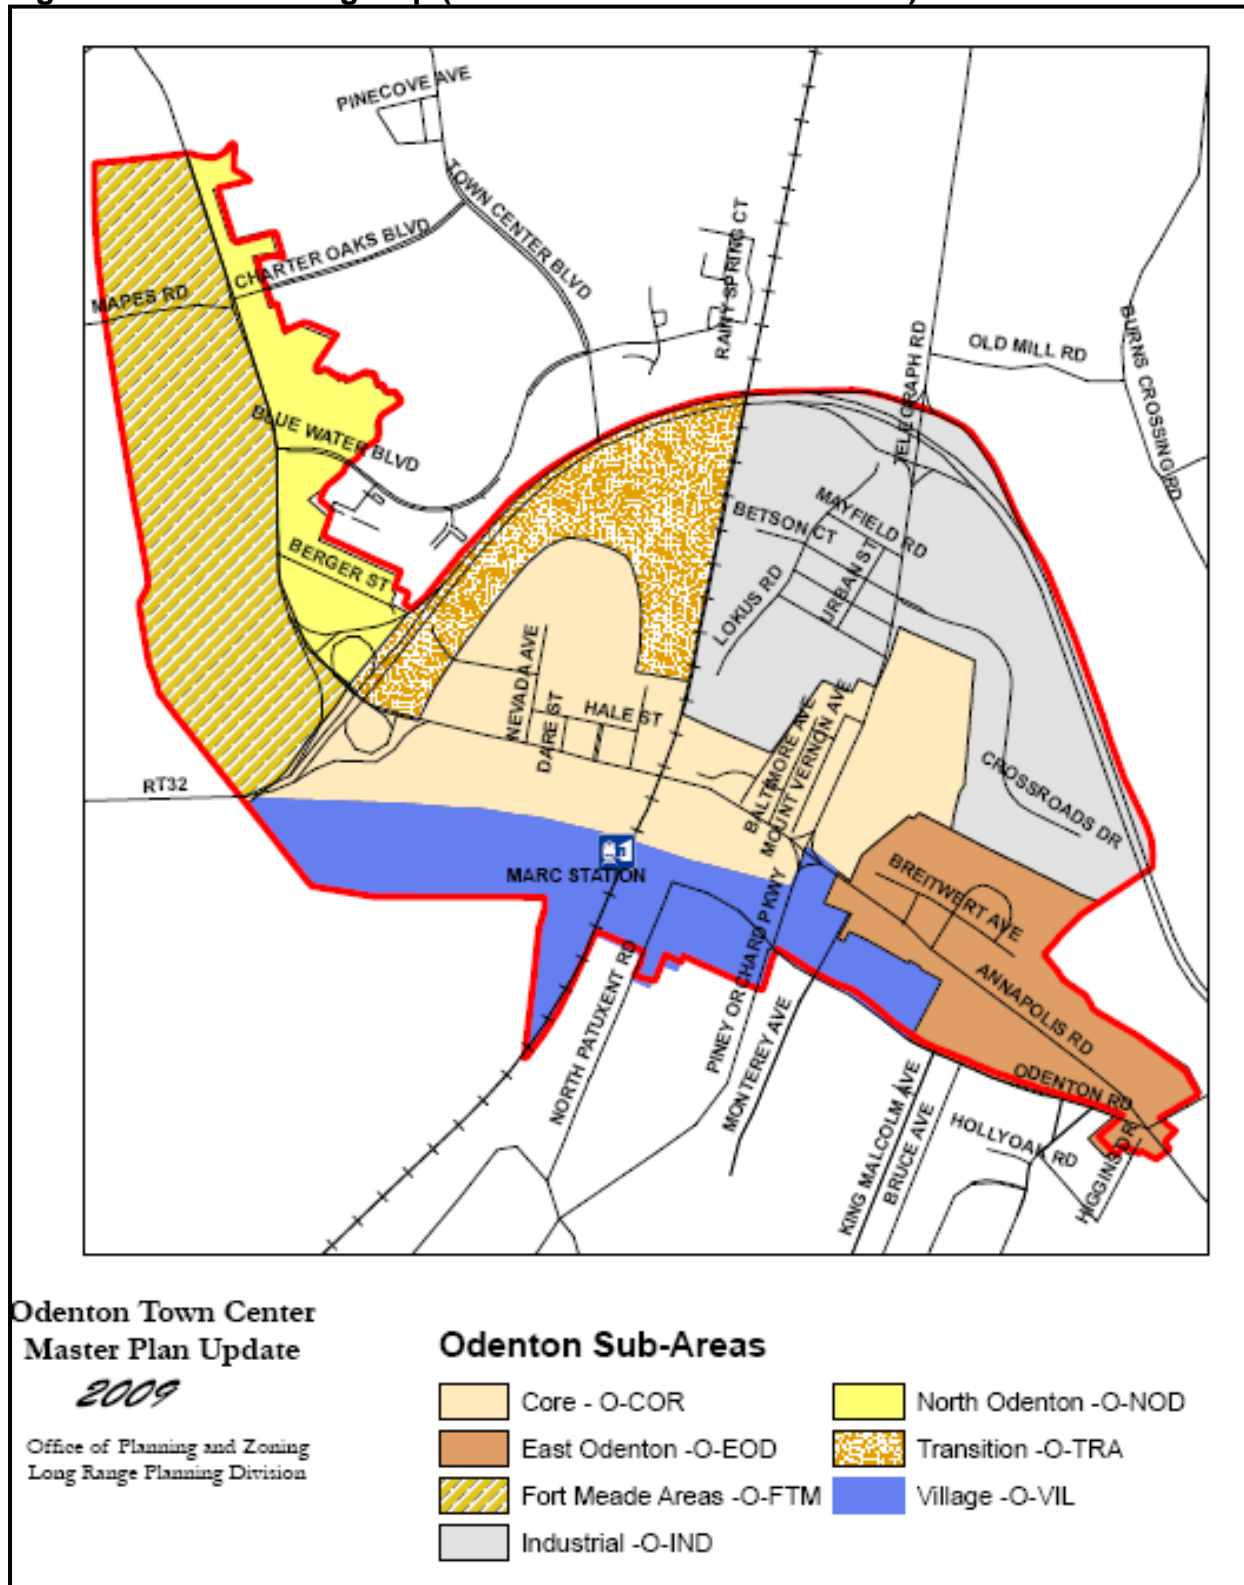 PINECOVE AVE
TOWN CENTER BLVD
CHARTER OAKS BLVD
MAPES RD
RAINY SPRING CT
TELEGRAPH RD
OLD MILL RD
BURNS CROSSING RD
BLUE WATER BLVD
BERGER ST
BETSON CT
MAYFIELD RD
URBAN ST
LOKUS RD
NEVADA AVE
DARE ST
HALE ST
BALTIMORE AVE
MOUNT VERNON AVE
CROSSROADS DR
RT32
MARC STATION
BREITWERT AVE
ANNAPOLIS RD
ODENTON RD
NORTH PATUXENT RD
PINEY ORCHARD PKWY
MONTEREY AVE
KING MALCOLM AVE
BRUCE AVE
HOLLYOAK RD
HIGGINS DR
Odenton Town Center
Master Plan Update
2009
Office of Planning and Zoning
Long Range Planning Division
Odenton Sub-Areas
Core - O-COR
East Odenton -O-EOD
Fort Meade Areas -O-FTM
Industrial -O-IND
North Odenton -O-NOD
Transition -O-TRA
Village -O-VIL